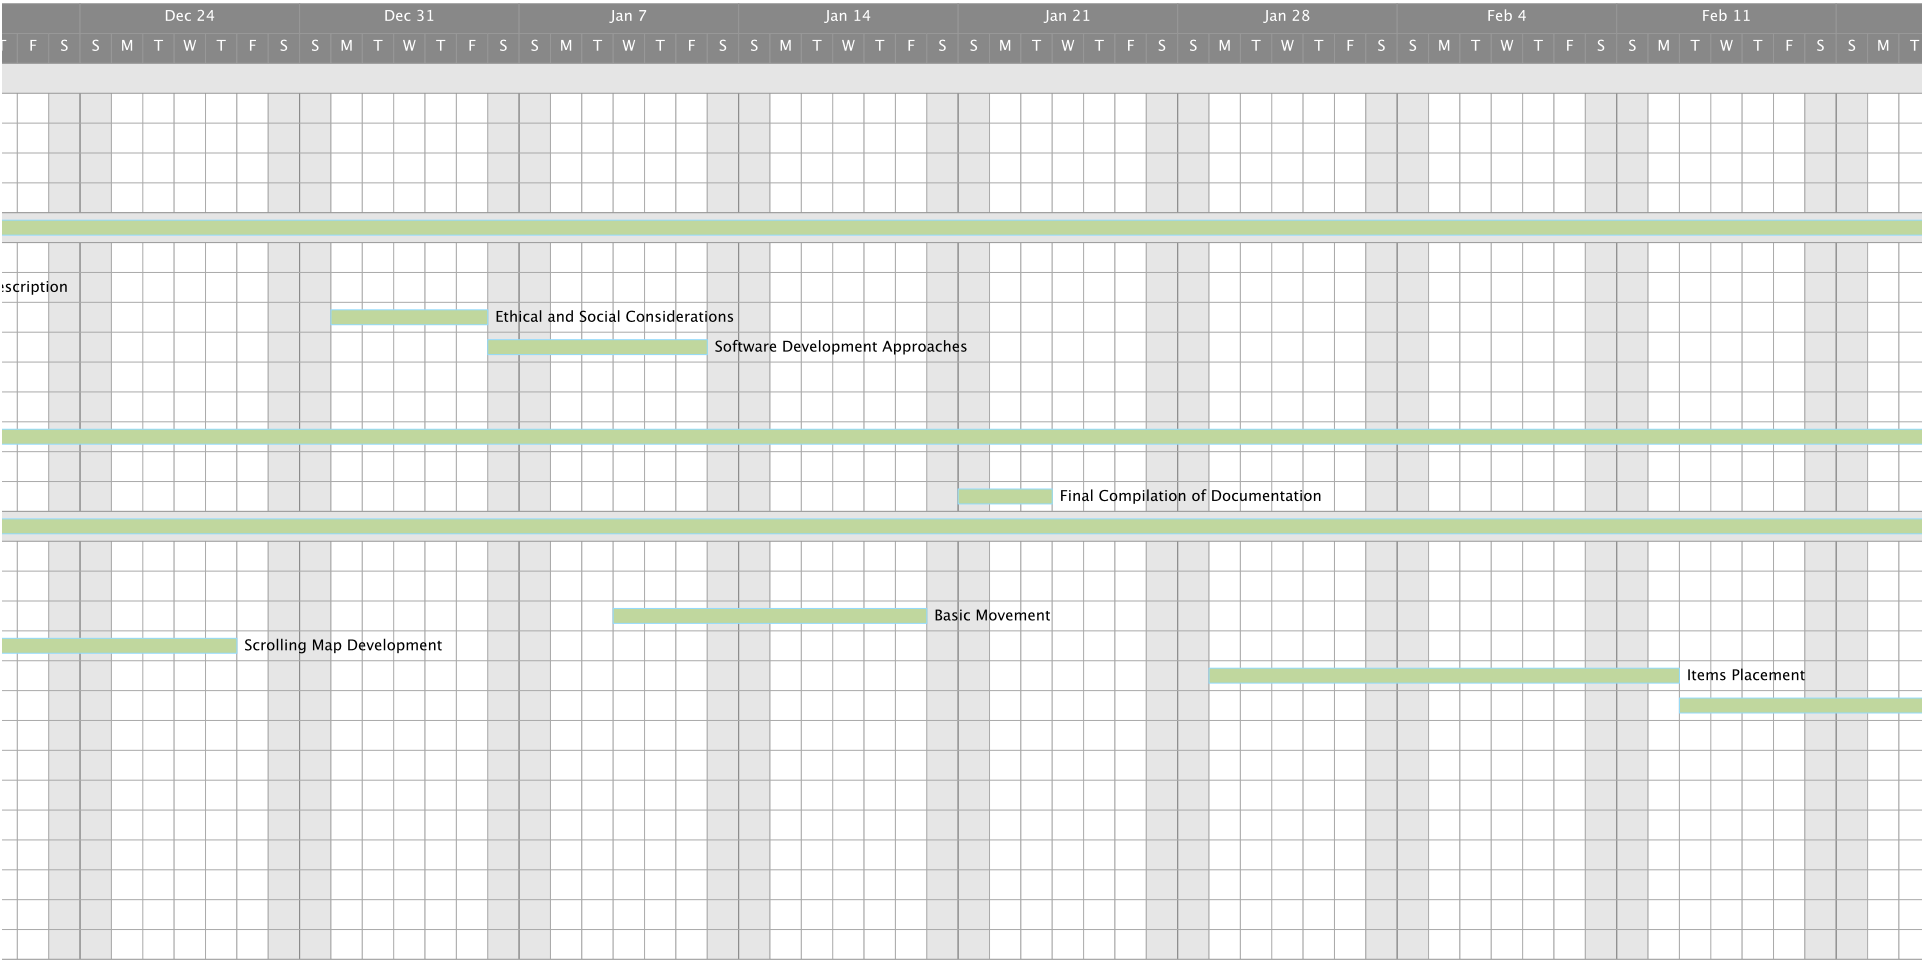 Dec 24 Dec 31 Jan 7 Jan 14 Jan 21 Jan 28 Feb 4 Feb 11
T F S S M T W T F S S M T W T F S S M T W T F S S M T W T F S S M T W T F S S M T W T F S S M T W T F S S M T W T F S S M T
escription
Ethical and Social Considerations
Software Development Approaches
Final Compilation of Documentation
Basic Movement
Scrolling Map Development
Items Placement